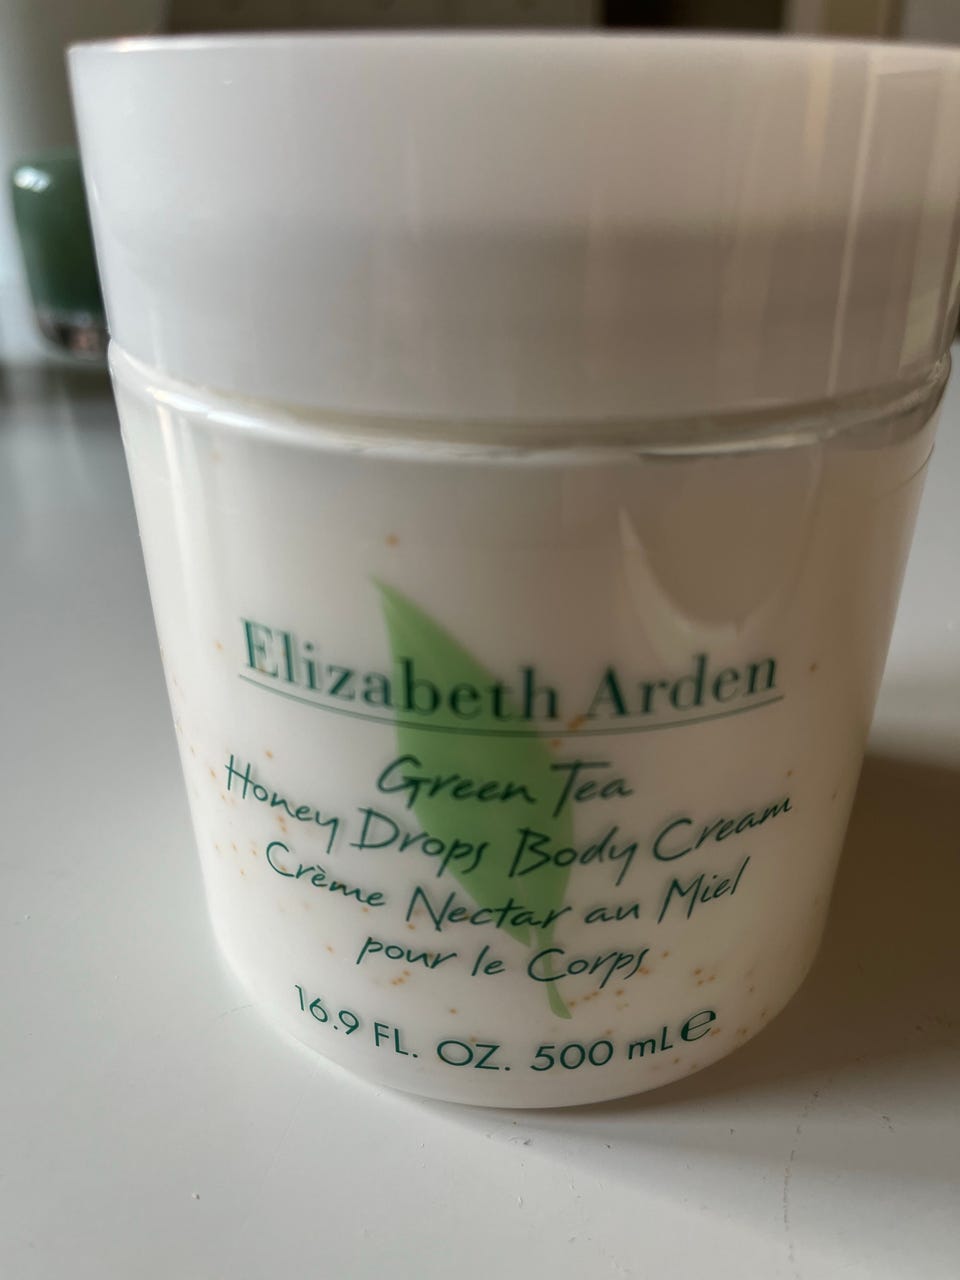 Elizabeth Arden
Green Tea
Honey Drops Body Cream
Crème Nectar au Miel
pour le Corps
16.9 FL. OZ. 500 mL ℮